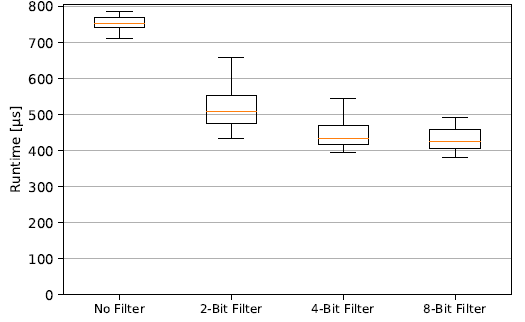 800
700
600
500
400
300
200
100
0
Runtime [µs]
No Filter
2-Bit Filter
4-Bit Filter
8-Bit Filter